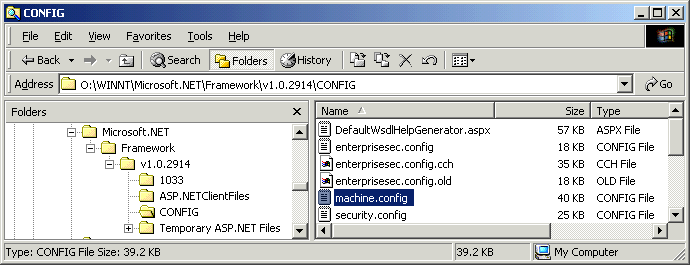 CONFIG
File Edit View Favorites Tools Help
Back Search Folders History
Address O:\WINNT\Microsoft.NET\Framework\v1.0.2914\CONFIG Go
Folders
Microsoft.NET
Framework
v1.0.2914
1033
ASP.NETClientFiles
CONFIG
Temporary ASP.NET Files
Name Size Type
DefaultWsdlHelpGenerator.aspx 57 KB ASPX File
enterprisesec.config 18 KB CONFIG File
enterprisesec.config.cch 35 KB CCH File
enterprisesec.config.old 18 KB OLD File
machine.config 40 KB CONFIG File
security.config 25 KB CONFIG File
Type: CONFIG File Size: 39.2 KB 39.2 KB My Computer